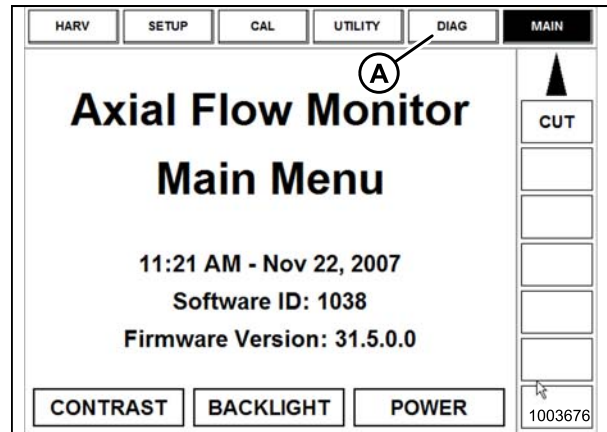 HARV SETUP CAL UTILITY DIAG MAIN
A
Axial Flow Monitor
CUT
Main Menu
11:21 AM - Nov 22, 2007
Software ID: 1038
Firmware Version: 31.5.0.0
CONTRAST BACKLIGHT POWER
1003676